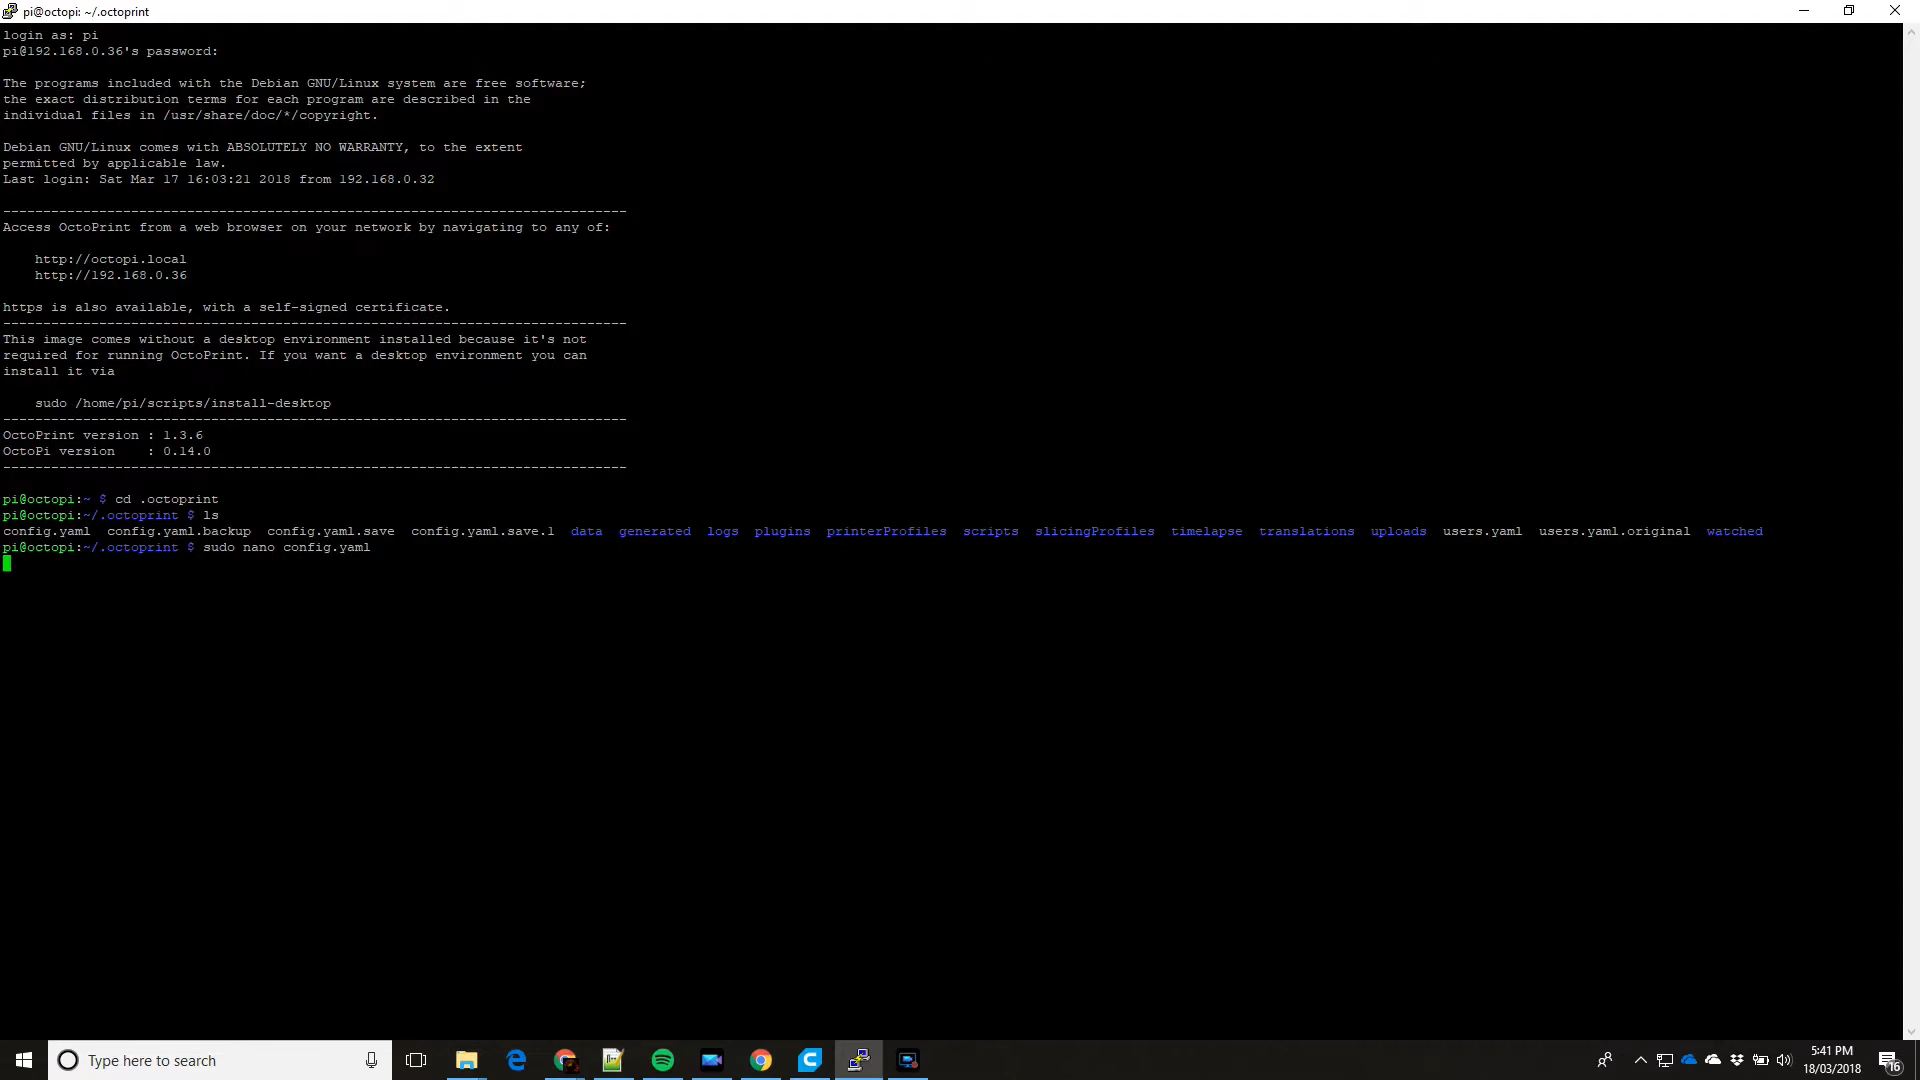 pi@octopi: ~/.octoprint
login as: pi
pi@192.168.0.36's password:
The programs included with the Debian GNU/Linux system are free software;
the exact distribution terms for each program are described in the
individual files in /usr/share/doc/*/copyright.
Debian GNU/Linux comes with ABSOLUTELY NO WARRANTY, to the extent
permitted by applicable law.
Last login: Sat Mar 17 16:03:21 2018 from 192.168.0.32
------------------------------------------------------------------------------
Access OctoPrint from a web browser on your network by navigating to any of:
http://octopi.local
http://192.168.0.36
https is also available, with a self-signed certificate.
------------------------------------------------------------------------------
This image comes without a desktop environment installed because it's not
required for running OctoPrint. If you want a desktop environment you can
install it via
sudo /home/pi/scripts/install-desktop
------------------------------------------------------------------------------
OctoPrint version : 1.3.6
OctoPi version    : 0.14.0
------------------------------------------------------------------------------
pi@octopi:~ $ cd .octoprint
pi@octopi:~/.octoprint $ ls
config.yaml  config.yaml.backup  config.yaml.save  config.yaml.save.1  data  generated  logs  plugins  printerProfiles  scripts  slicingProfiles  timelapse  translations  uploads  users.yaml  users.yaml.original  watched
pi@octopi:~/.octoprint $ sudo nano config.yaml
Type here to search
5:41 PM
18/03/2018
16